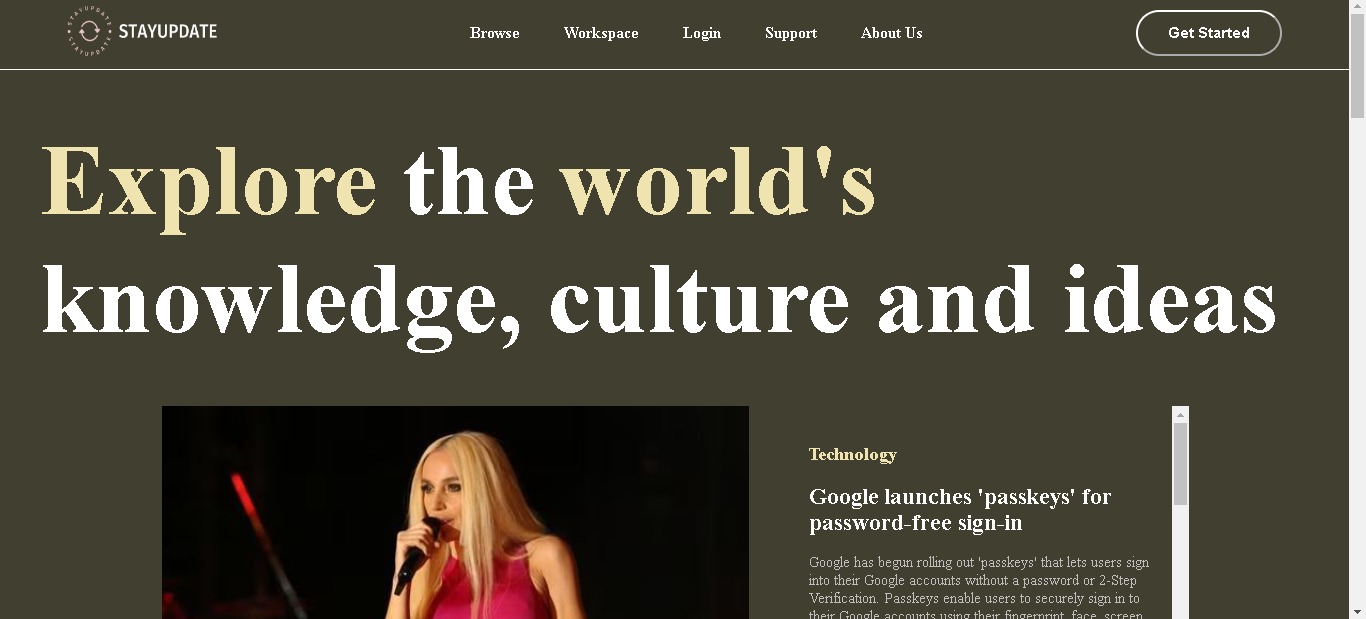 STAYUPDATE
STAYUPDATE
STAYUPDATE
Browse
Workspace
Login
Support
About Us
Get Started
Explore the world's
knowledge, culture and ideas
Technology
Google launches 'passkeys' for
password-free sign-in
Google has begun rolling out 'passkeys' that lets users sign
into their Google accounts without a password or 2-Step
Verification. Passkeys enable users to securely sign in to
their Google accounts using their fingerprint, face, screen